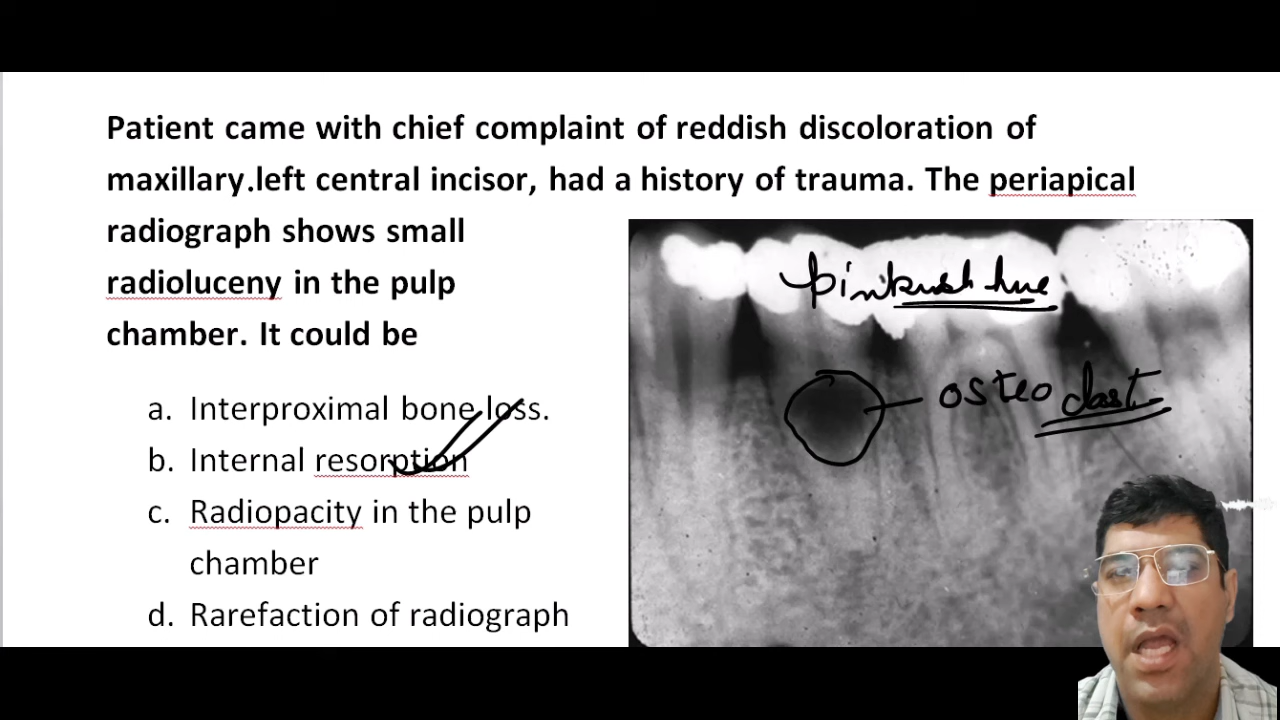 Patient came with chief complaint of reddish discoloration of
maxillary.left central incisor, had a history of trauma. The periapical
radiograph shows small
radioluceny in the pulp
chamber. It could be
a. Interproximal bone loss.
b. Internal resorption
c. Radiopacity in the pulp
chamber
d. Rarefaction of radiograph
pinkish hue
osteo clast